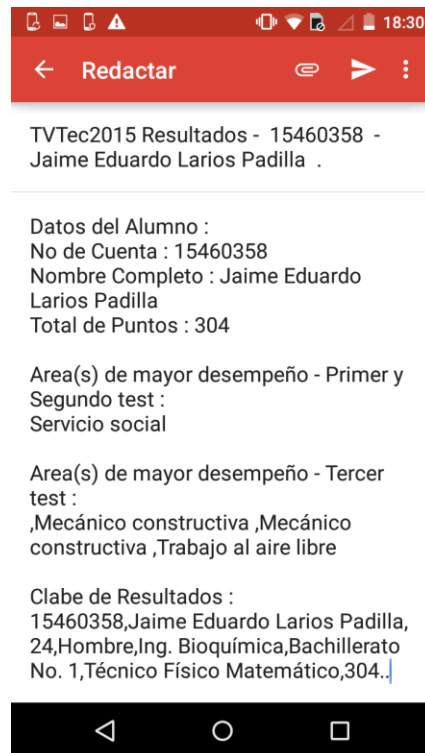 18:30
Redactar
TVTec2015 Resultados - 15460358 -
Jaime Eduardo Larios Padilla .
Datos del Alumno :
No de Cuenta : 15460358
Nombre Completo : Jaime Eduardo
Larios Padilla
Total de Puntos : 304
Area(s) de mayor desempeño - Primer y
Segundo test :
Servicio social
Area(s) de mayor desempeño - Tercer
test :
,Mecánico constructiva ,Mecánico
constructiva ,Trabajo al aire libre
Clabe de Resultados :
15460358,Jaime Eduardo Larios Padilla,
24,Hombre,Ing. Bioquímica,Bachillerato
No. 1,Técnico Físico Matemático,304..